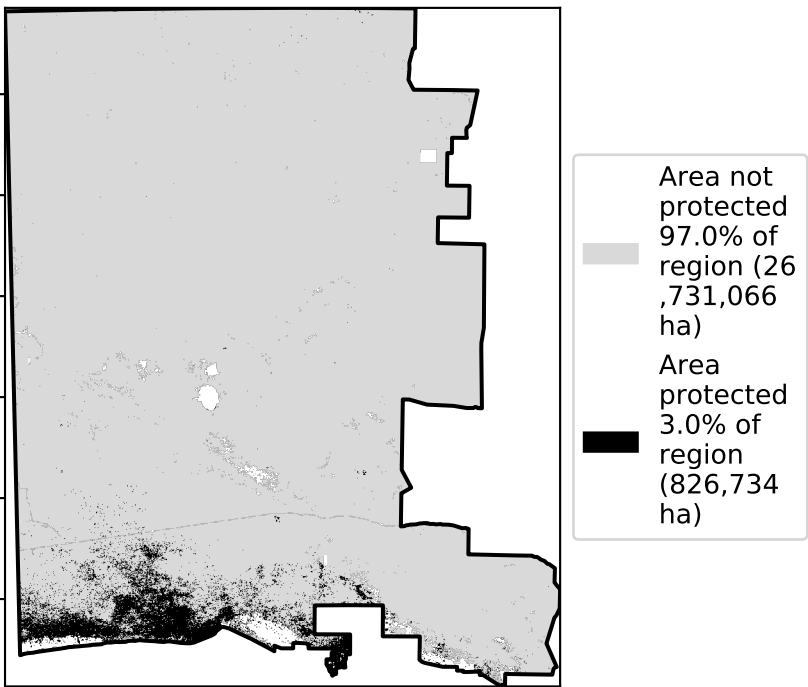 Area not
protected
97.0% of
region (26
,731,066
ha)
Area
protected
3.0% of
region
(826,734
ha)